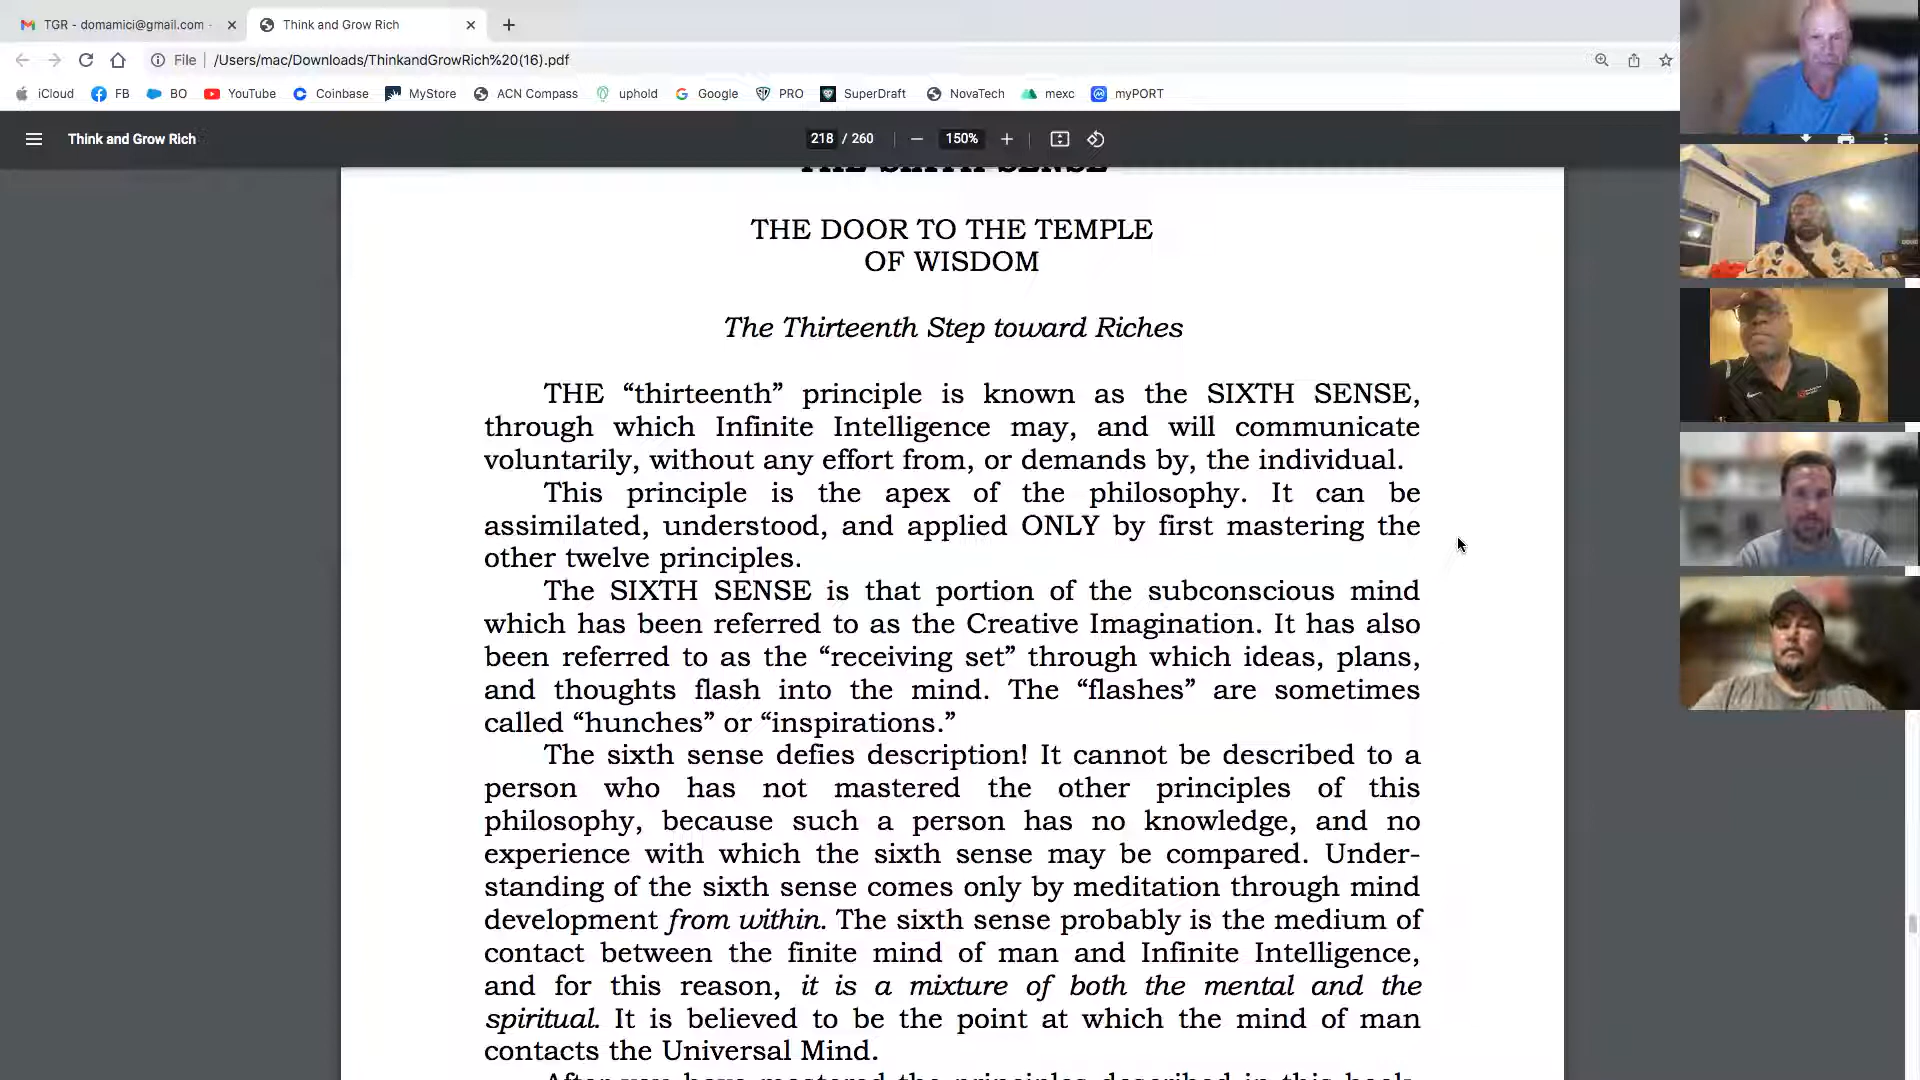 TGR - domamici@gmail.com -
Think and Grow Rich
File
/Users/mac/Downloads/ThinkandGrowRich%20(16).pdf
iCloud FB BO YouTube Coinbase MyStore ACN Compass uphold Google PRO SuperDraft NovaTech mexc myPORT
Think and Grow Rich
218 / 260
150%
THE SIXTH SENSE
THE DOOR TO THE TEMPLE
OF WISDOM
The Thirteenth Step toward Riches
THE “thirteenth” principle is known as the SIXTH SENSE,
through which Infinite Intelligence may, and will communicate
voluntarily, without any effort from, or demands by, the individual.
This principle is the apex of the philosophy. It can be
assimilated, understood, and applied ONLY by first mastering the
other twelve principles.
The SIXTH SENSE is that portion of the subconscious mind
which has been referred to as the Creative Imagination. It has also
been referred to as the “receiving set” through which ideas, plans,
and thoughts flash into the mind. The “flashes” are sometimes
called “hunches” or “inspirations.”
The sixth sense defies description! It cannot be described to a
person who has not mastered the other principles of this
philosophy, because such a person has no knowledge, and no
experience with which the sixth sense may be compared. Under-
standing of the sixth sense comes only by meditation through mind
development from within. The sixth sense probably is the medium of
contact between the finite mind of man and Infinite Intelligence,
and for this reason, it is a mixture of both the mental and the
spiritual. It is believed to be the point at which the mind of man
contacts the Universal Mind.
After you have mastered the principles described in this book,